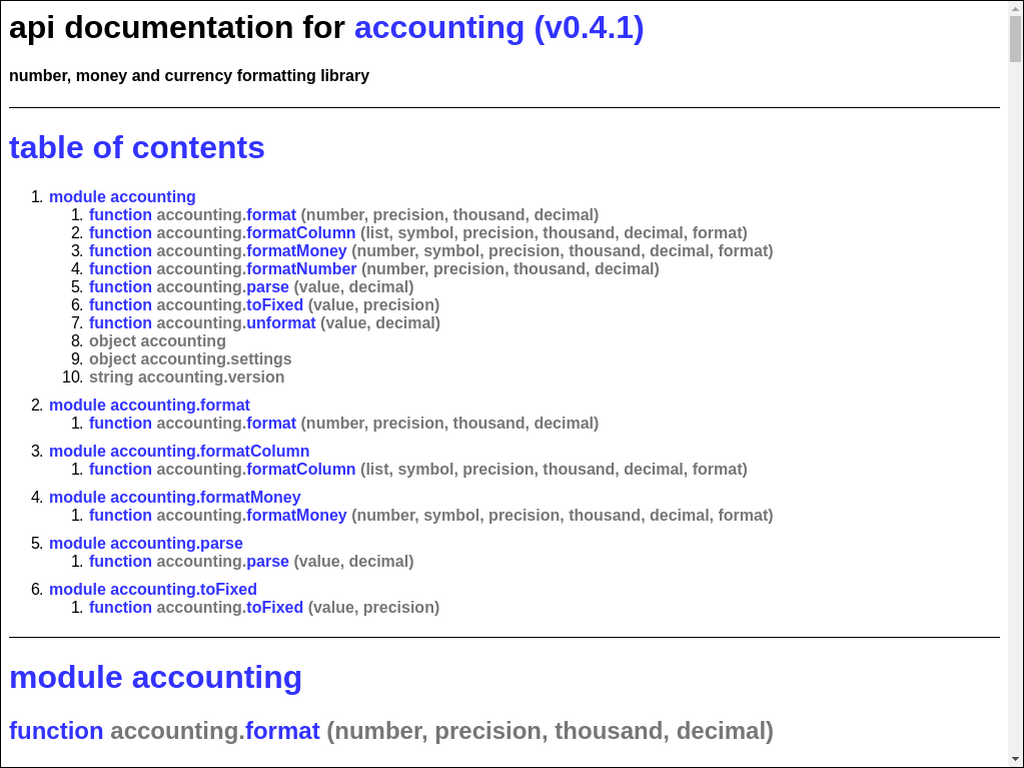 api documentation for accounting (v0.4.1)
number, money and currency formatting library
table of contents
1. module accounting
1. function accounting.format (number, precision, thousand, decimal)
2. function accounting.formatColumn (list, symbol, precision, thousand, decimal, format)
3. function accounting.formatMoney (number, symbol, precision, thousand, decimal, format)
4. function accounting.formatNumber (number, precision, thousand, decimal)
5. function accounting.parse (value, decimal)
6. function accounting.toFixed (value, precision)
7. function accounting.unformat (value, decimal)
8. object accounting
9. object accounting.settings
10. string accounting.version
2. module accounting.format
1. function accounting.format (number, precision, thousand, decimal)
3. module accounting.formatColumn
1. function accounting.formatColumn (list, symbol, precision, thousand, decimal, format)
4. module accounting.formatMoney
1. function accounting.formatMoney (number, symbol, precision, thousand, decimal, format)
5. module accounting.parse
1. function accounting.parse (value, decimal)
6. module accounting.toFixed
1. function accounting.toFixed (value, precision)
module accounting
function accounting.format (number, precision, thousand, decimal)